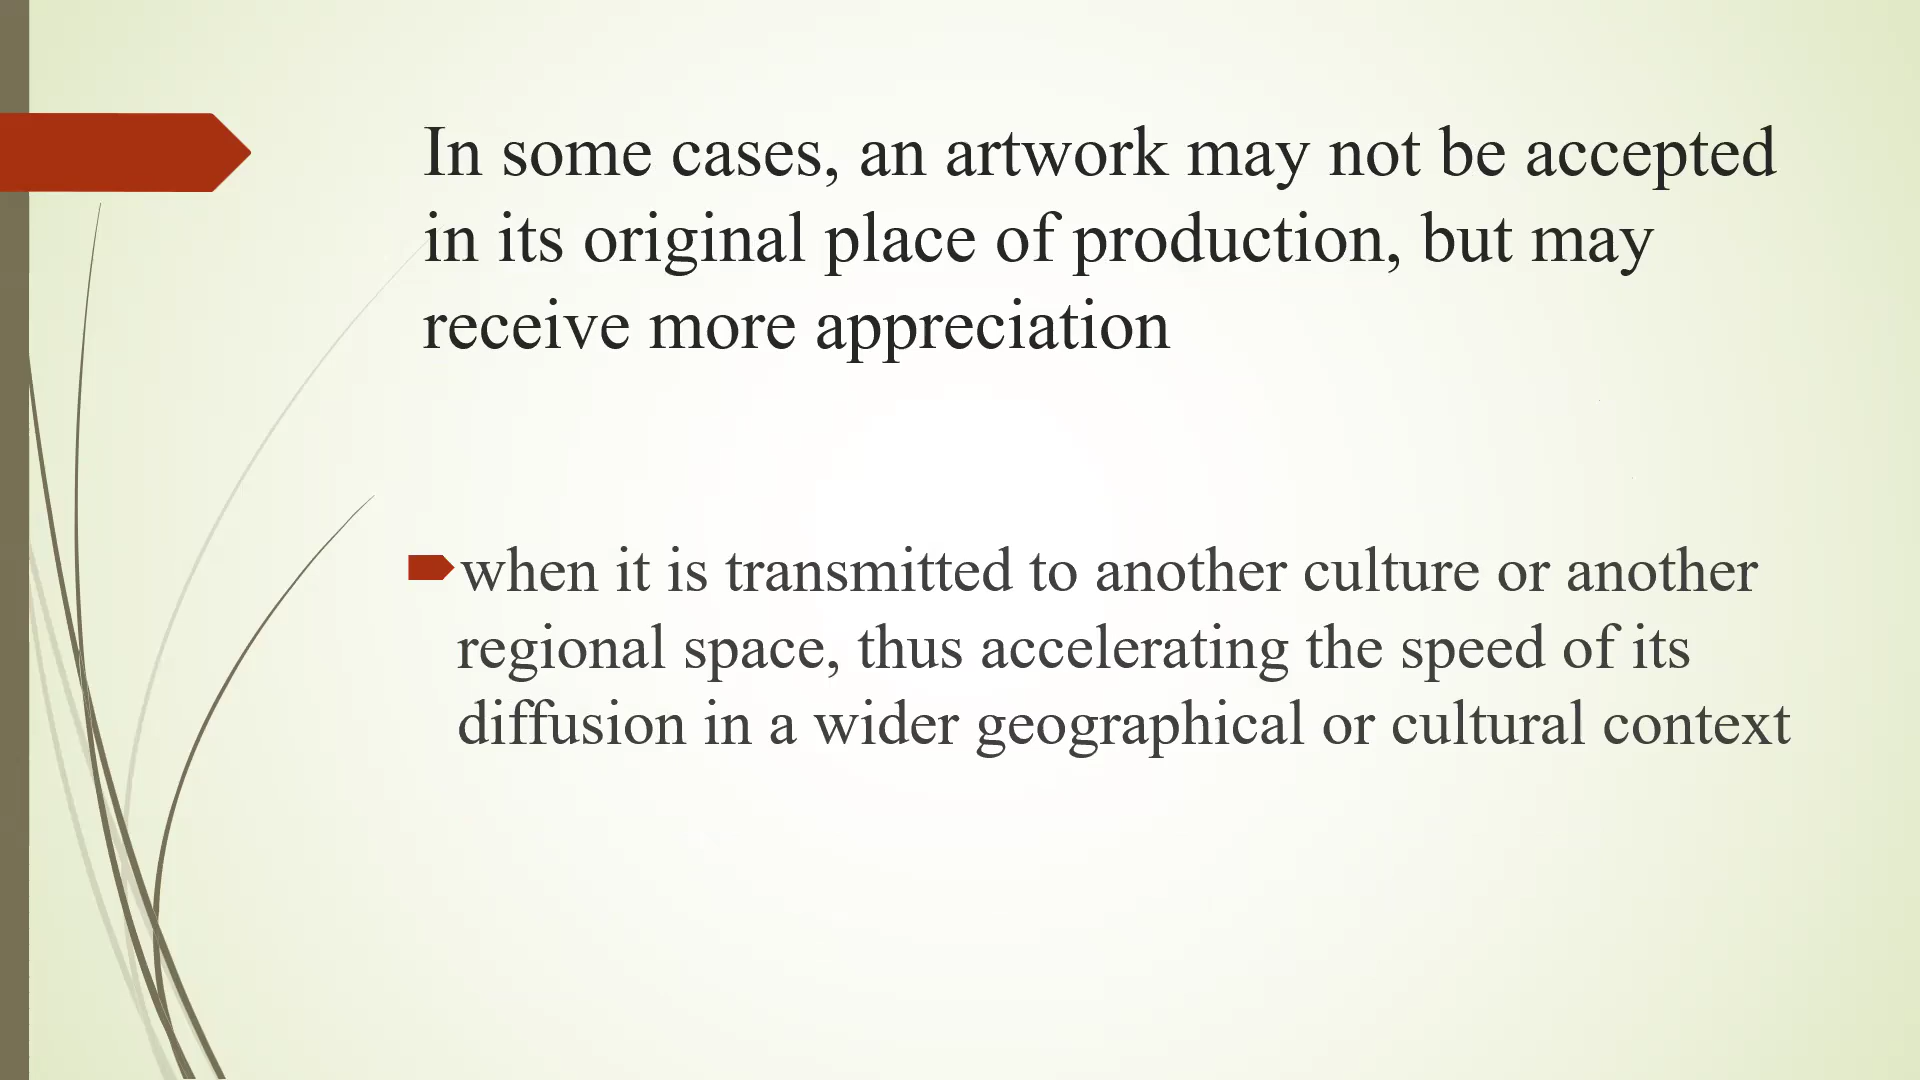 In some cases, an artwork may not be accepted
in its original place of production, but may
receive more appreciation
when it is transmitted to another culture or another
regional space, thus accelerating the speed of its
diffusion in a wider geographical or cultural context